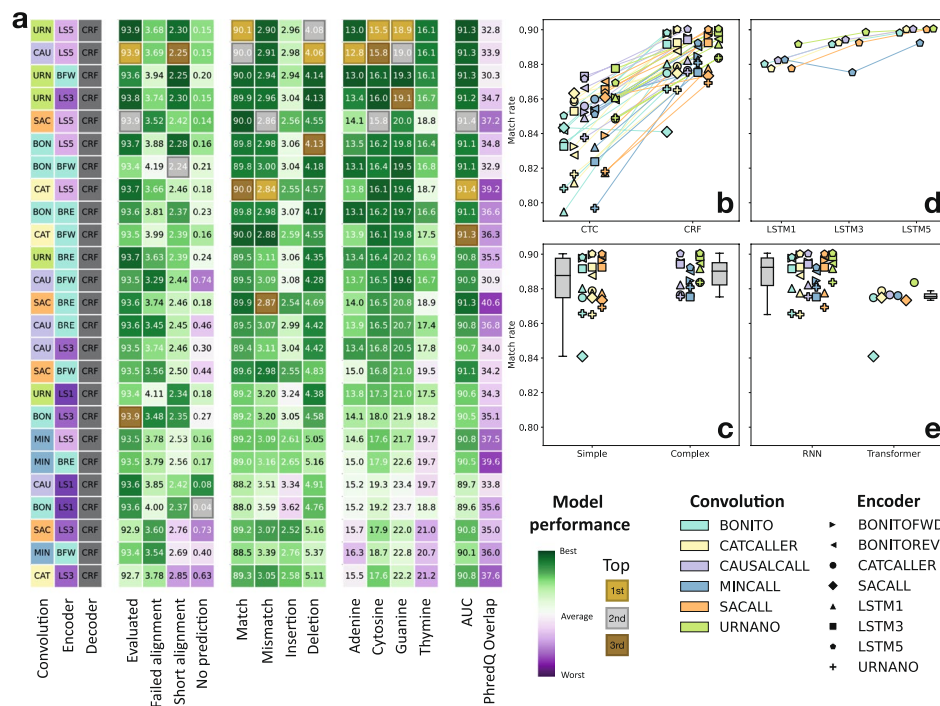 a
URN LS5 CRF 93.9 3.68 2.30 0.15 90.1 2.90 2.96 4.08 13.0 15.5 18.9 16.1 91.3 32.8
CAU LS5 CRF 93.9 3.69 2.25 0.15 90.0 2.91 2.98 4.06 12.8 15.8 19.0 16.1 91.3 33.9
URN BFW CRF 93.6 3.94 2.25 0.20 90.0 2.94 2.94 4.14 13.0 16.1 19.3 16.1 91.3 30.3
URN LS3 CRF 93.8 3.74 2.30 0.15 89.9 2.96 3.04 4.13 13.4 16.0 19.1 16.7 91.2 34.7
SAC LS5 CRF 93.9 3.52 2.42 0.14 90.0 2.86 2.56 4.55 14.1 15.8 20.0 18.8 91.4 37.2
BON LS5 CRF 93.7 3.88 2.28 0.16 89.8 2.98 3.06 4.13 13.5 16.2 19.8 16.4 91.1 34.8
BON BFW CRF 93.4 4.19 2.24 0.21 89.8 3.00 3.04 4.18 13.1 16.4 19.5 16.8 91.1 32.9
CAT LS5 CRF 93.7 3.66 2.46 0.18 90.0 2.84 2.55 4.57 13.8 16.1 19.6 18.7 91.4 39.2
BON BRE CRF 93.6 3.81 2.37 0.23 89.8 2.98 3.07 4.17 13.2 16.2 19.7 16.6 91.1 36.6
CAT BFW CRF 93.5 3.99 2.39 0.16 90.0 2.88 2.55 4.55 13.9 16.2 19.5 18.7 91.3 36.3
URN BRE CRF 93.7 3.63 2.39 0.24 89.5 3.11 3.06 4.35 13.6 16.7 20.2 17.0 90.8 35.5
CAU BFW CRF 93.5 3.29 2.44 0.74 89.5 3.09 3.08 4.28 13.7 16.7 19.6 16.7 90.9 30.9
SAC BRE CRF 93.6 3.74 2.46 0.18 89.9 2.87 2.54 4.69 14.0 16.5 20.8 18.9 91.3 40.6
CAU BRE CRF 93.6 3.45 2.45 0.46 89.5 3.07 2.99 4.42 13.9 16.5 20.7 17.4 90.8 36.8
CAU LS3 CRF 93.5 3.74 2.46 0.30 89.4 3.11 3.04 4.42 13.4 16.8 20.5 17.5 90.7 34.0
SAC BFW CRF 93.5 3.56 2.50 0.44 89.6 2.98 2.55 4.83 15.0 16.8 21.0 19.5 91.1 34.2
URN LS1 CRF 93.4 4.11 2.34 0.18 89.2 3.20 3.24 4.38 13.8 17.3 21.0 17.5 90.6 34.3
BON LS3 CRF 93.9 3.48 2.35 0.27 89.2 3.20 3.05 4.58 14.1 18.0 21.9 18.2 90.5 35.1
MIN LS5 CRF 93.5 3.78 2.53 0.16 89.2 3.09 2.61 5.05 14.6 17.6 21.7 19.7 90.8 37.5
MIN BRE CRF 93.5 3.79 2.56 0.17 89.0 3.16 2.65 5.16 15.0 17.9 22.6 19.7 90.5 39.6
CAU LS1 CRF 93.6 3.85 2.42 0.08 88.2 3.51 3.34 4.91 15.2 19.3 23.4 19.7 89.7 33.8
BON LS1 CRF 93.6 4.00 2.37 0.04 88.0 3.59 3.62 4.76 15.2 19.2 23.7 18.8 89.6 35.6
SAC LS3 CRF 92.9 3.60 2.76 0.73 89.2 3.07 2.52 5.16 15.7 17.9 22.0 21.0 90.8 35.0
MIN BFW CRF 93.4 3.54 2.69 0.40 88.5 3.39 2.76 5.37 16.3 18.7 22.8 20.7 90.1 36.0
CAT LS3 CRF 92.7 3.78 2.85 0.63 89.3 3.05 2.58 5.11 15.5 17.6 22.2 21.2 90.8 37.6
Convolution
Encoder
Decoder
Evaluated
Failed alignment
Short alignment
No prediction
Match
Mismatch
Insertion
Deletion
Adenine
Cytosine
Guanine
Thymine
AUC
PhredQ Overlap
Match rate
0.90
0.88
0.86
0.84
0.82
0.80
CTC
CRF
b
LSTM1
LSTM3
LSTM5
d
Match rate
0.90
0.88
0.86
0.84
0.82
0.80
Simple
Complex
c
RNN
Transformer
e
Model
performance
Best
Average
Worst
Top
1st
2nd
3rd
Convolution
BONITO
CATCALLER
CAUSALCALL
MINCALL
SACALL
URNANO
Encoder
BONITOFWD
BONITOREV
CATCALLER
SACALL
LSTM1
LSTM3
LSTM5
URNANO